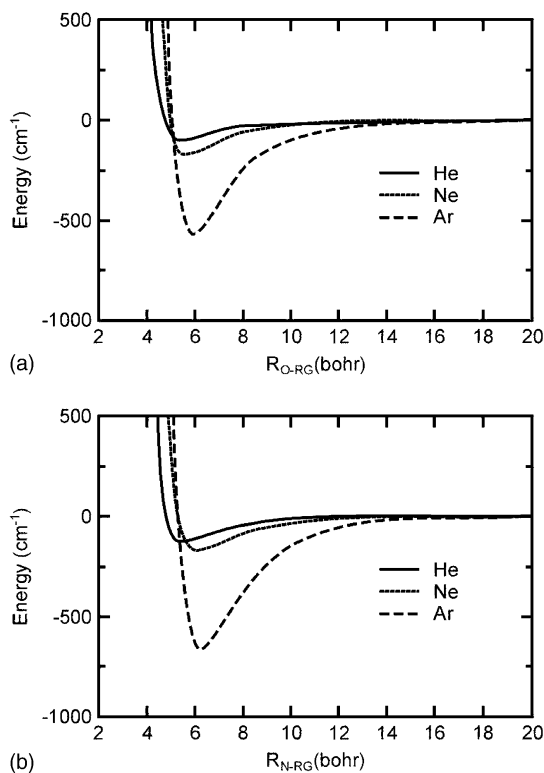 500
0
-500
-1000
Energy (cm⁻¹)
He
Ne
Ar
2 4 6 8 10 12 14 16 18 20
(a)
R_O-RG(bohr)
500
0
-500
-1000
Energy (cm⁻¹)
He
Ne
Ar
2 4 6 8 10 12 14 16 18 20
(b)
R_N-RG(bohr)